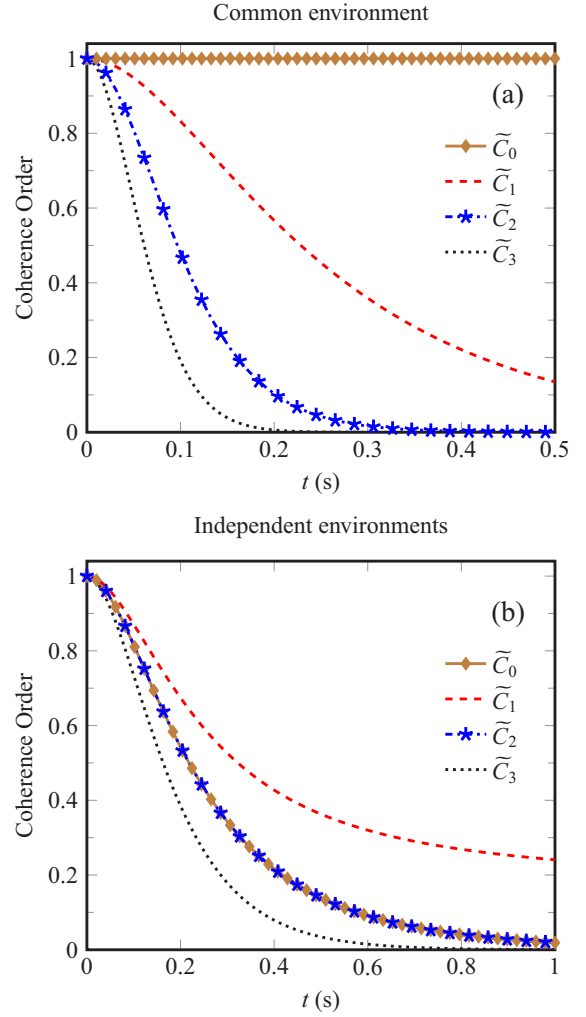 Common environment
1
0.8
0.6
0.4
0.2
0
Coherence Order
(a)
C̃₀
C̃₁
C̃₂
C̃₃
0 0.1 0.2 0.3 0.4 0.5
t (s)
Independent environments
1
0.8
0.6
0.4
0.2
0
Coherence Order
(b)
C̃₀
C̃₁
C̃₂
C̃₃
0 0.2 0.4 0.6 0.8 1
t (s)